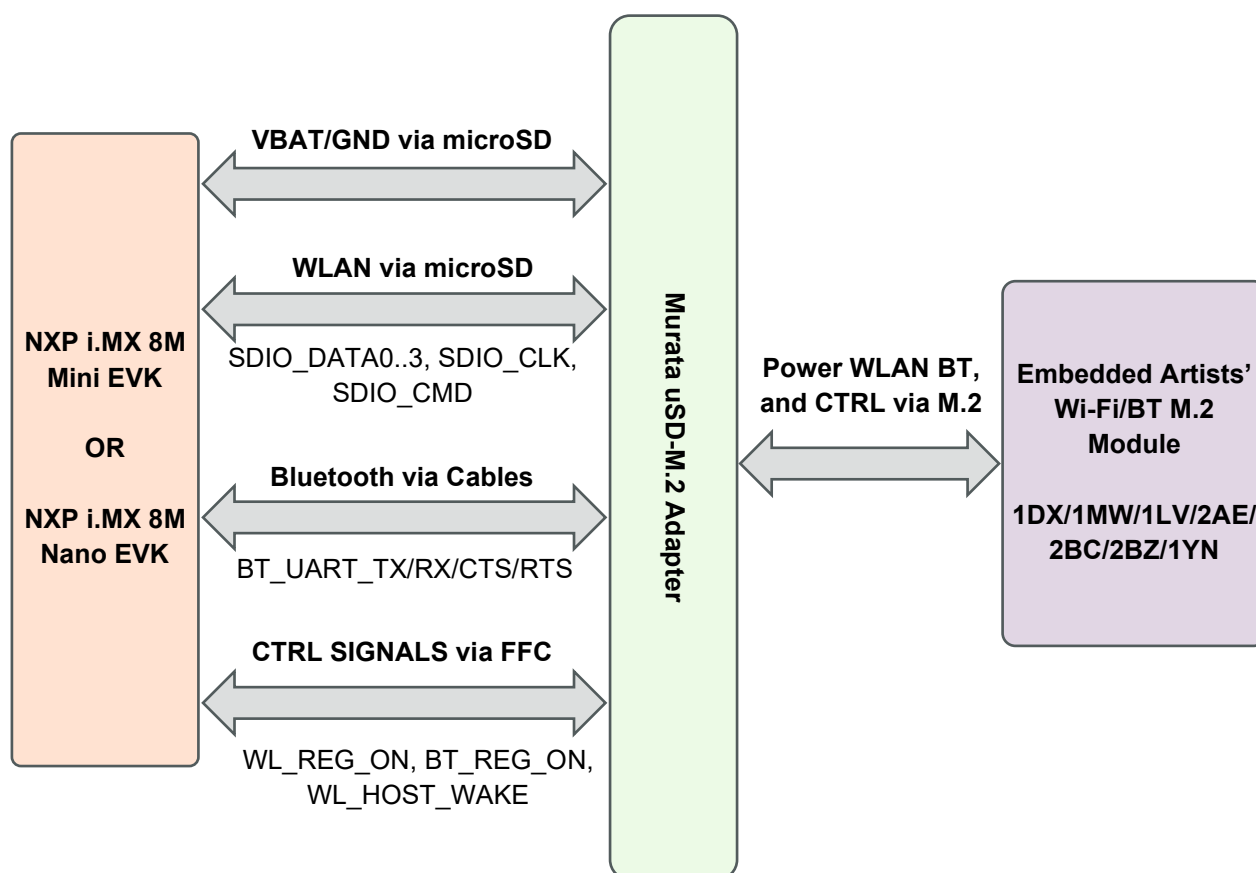 VBAT/GND via microSD
WLAN via microSD
SDIO_DATA0..3, SDIO_CLK,
SDIO_CMD
NXP i.MX 8M
Mini EVK
OR
NXP i.MX 8M
Nano EVK
Bluetooth via Cables
BT_UART_TX/RX/CTS/RTS
CTRL SIGNALS via FFC
WL_REG_ON, BT_REG_ON,
WL_HOST_WAKE
Murata uSD-M.2 Adapter
Power WLAN BT,
and CTRL via M.2
Embedded Artists’
Wi-Fi/BT M.2
Module
1DX/1MW/1LV/2AE/
2BC/2BZ/1YN